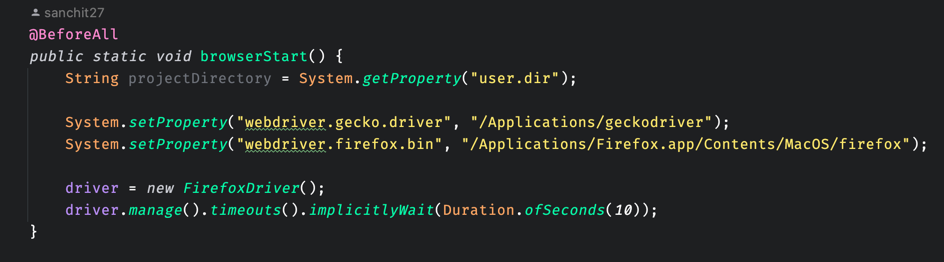 sanchit27
@BeforeAll
public static void browserStart() {
String projectDirectory = System.getProperty("user.dir");
System.setProperty("webdriver.gecko.driver", "/Applications/geckodriver");
System.setProperty("webdriver.firefox.bin", "/Applications/Firefox.app/Contents/MacOS/firefox");
driver = new FirefoxDriver();
driver.manage().timeouts().implicitlyWait(Duration.ofSeconds(10));
}